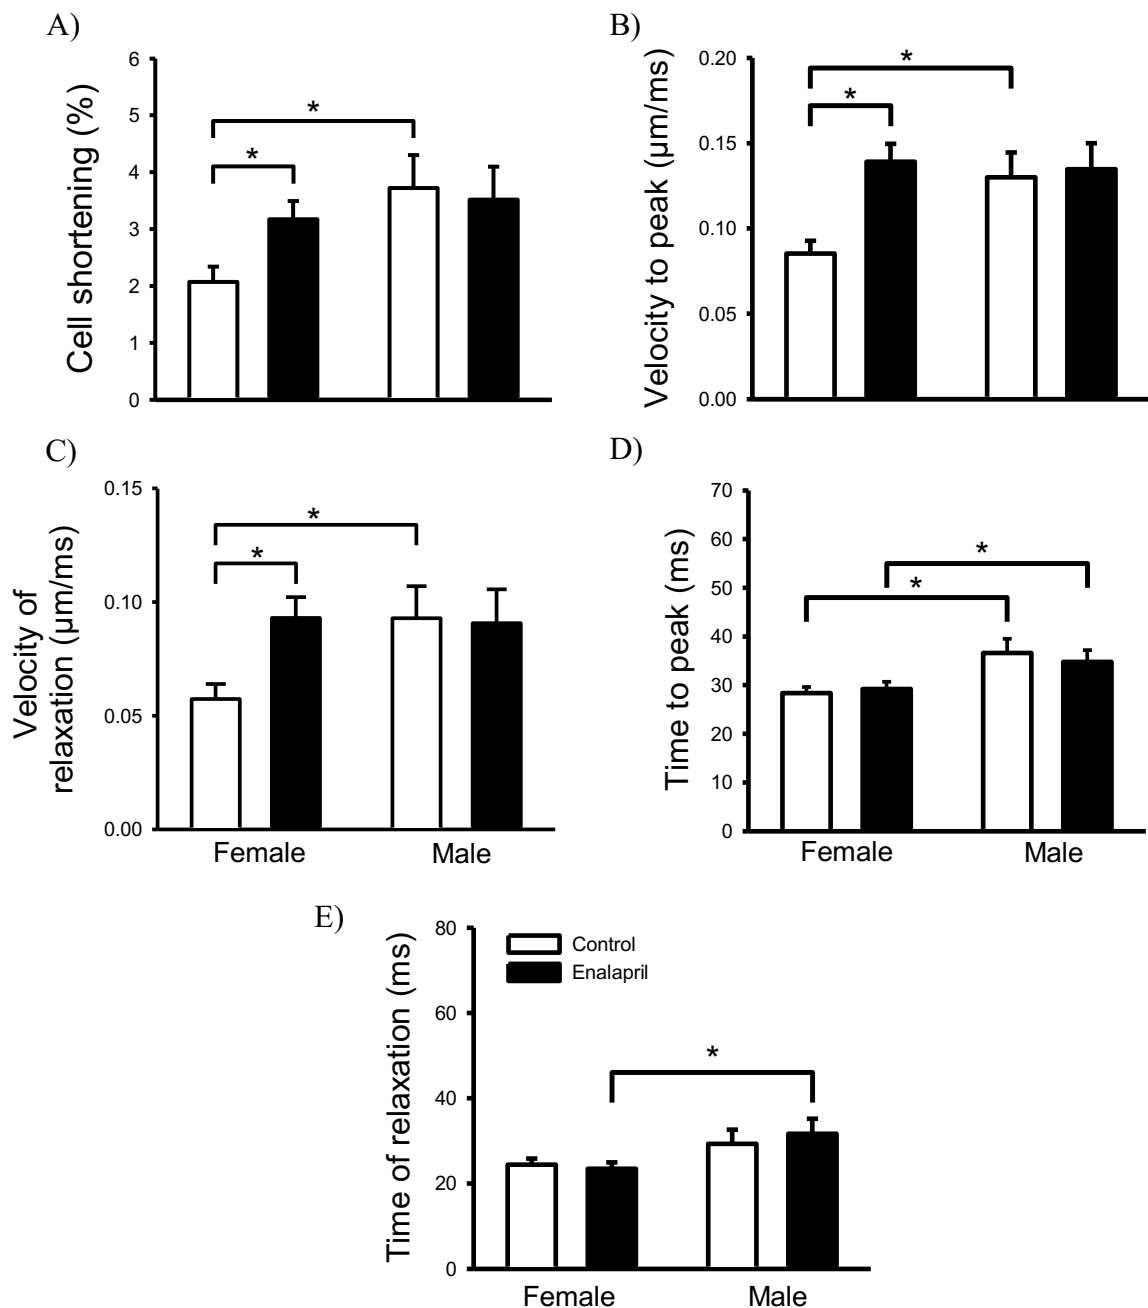 A)
Cell shortening (%)
6
5
4
3
2
1
0
*
*
B)
Velocity to peak (μm/ms)
0.20
0.15
0.10
0.05
0.00
*
*
C)
Velocity of
relaxation (μm/ms)
0.15
0.10
0.05
0.00
*
*
Female
Male
D)
Time to peak (ms)
70
60
50
40
30
20
10
0
*
*
Female
Male
E)
Time of relaxation (ms)
80
60
40
20
0
Control
Enalapril
*
Female
Male